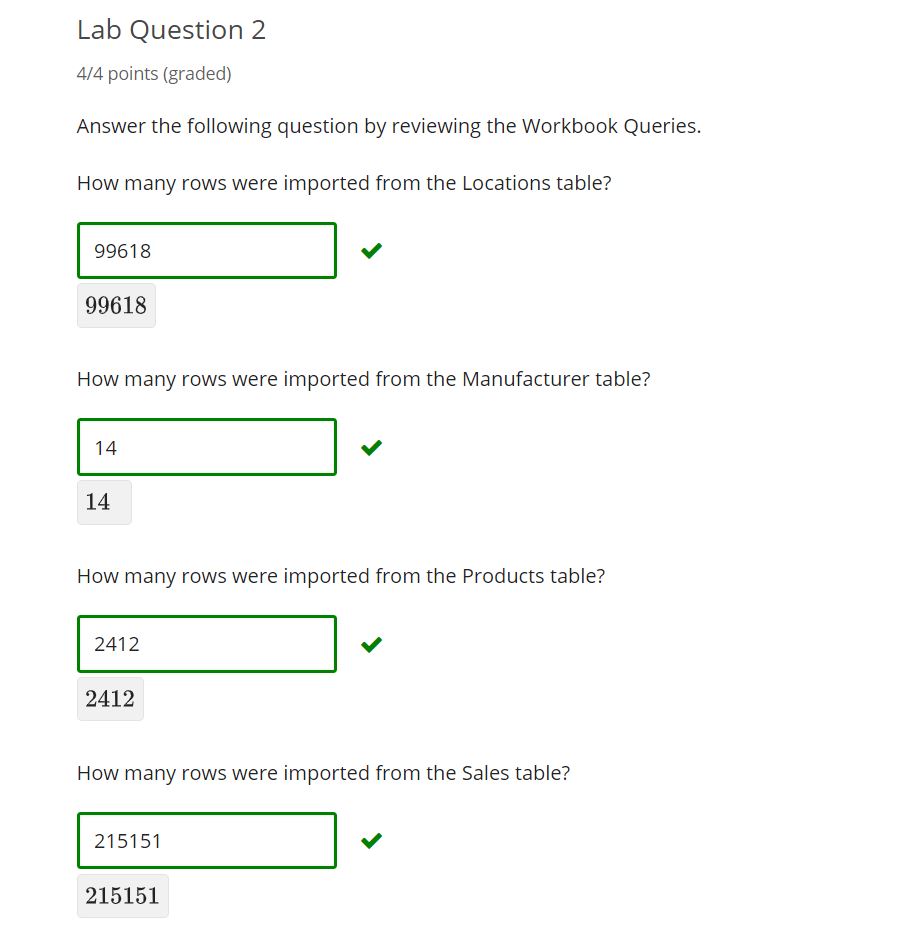 Lab Question 2
4/4 points (graded)
Answer the following question by reviewing the Workbook Queries.
How many rows were imported from the Locations table?
99618
99618
How many rows were imported from the Manufacturer table?
14
14
How many rows were imported from the Products table?
2412
2412
How many rows were imported from the Sales table?
215151
215151